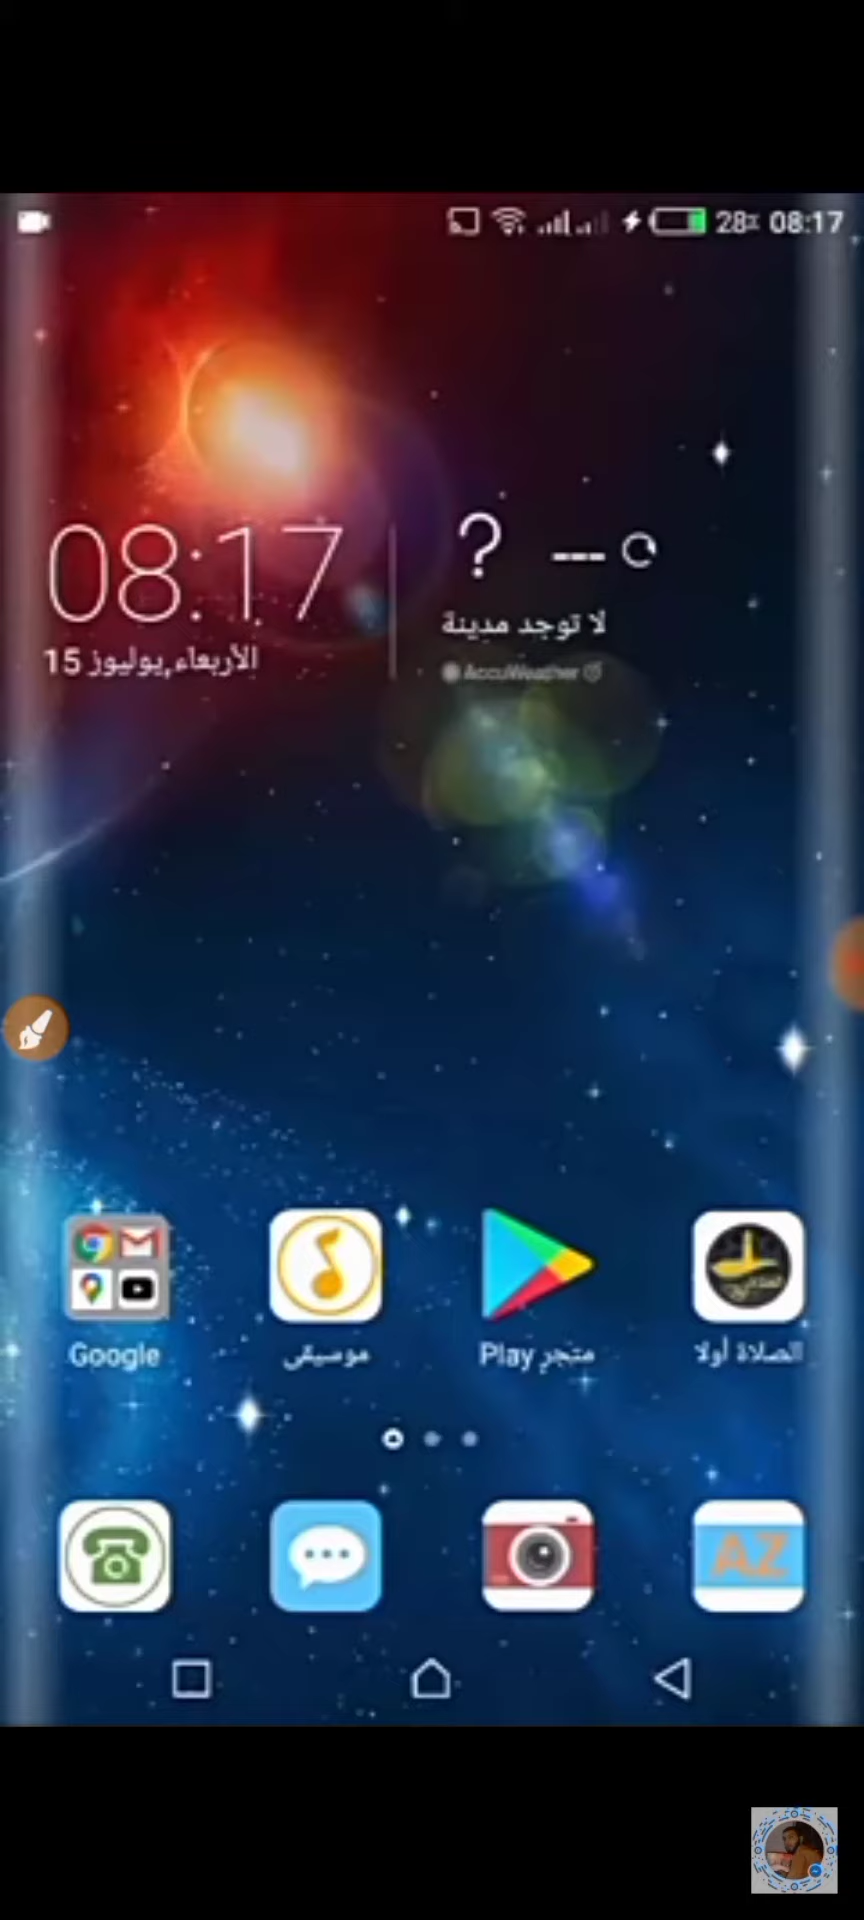 28% 08:17
08:17
? --- C
الأربعاء,يوليوز 15
لا توجد مدينة
AccuWeather
Google
موسيقى
متجر Play
الصلاة أولا
AZ